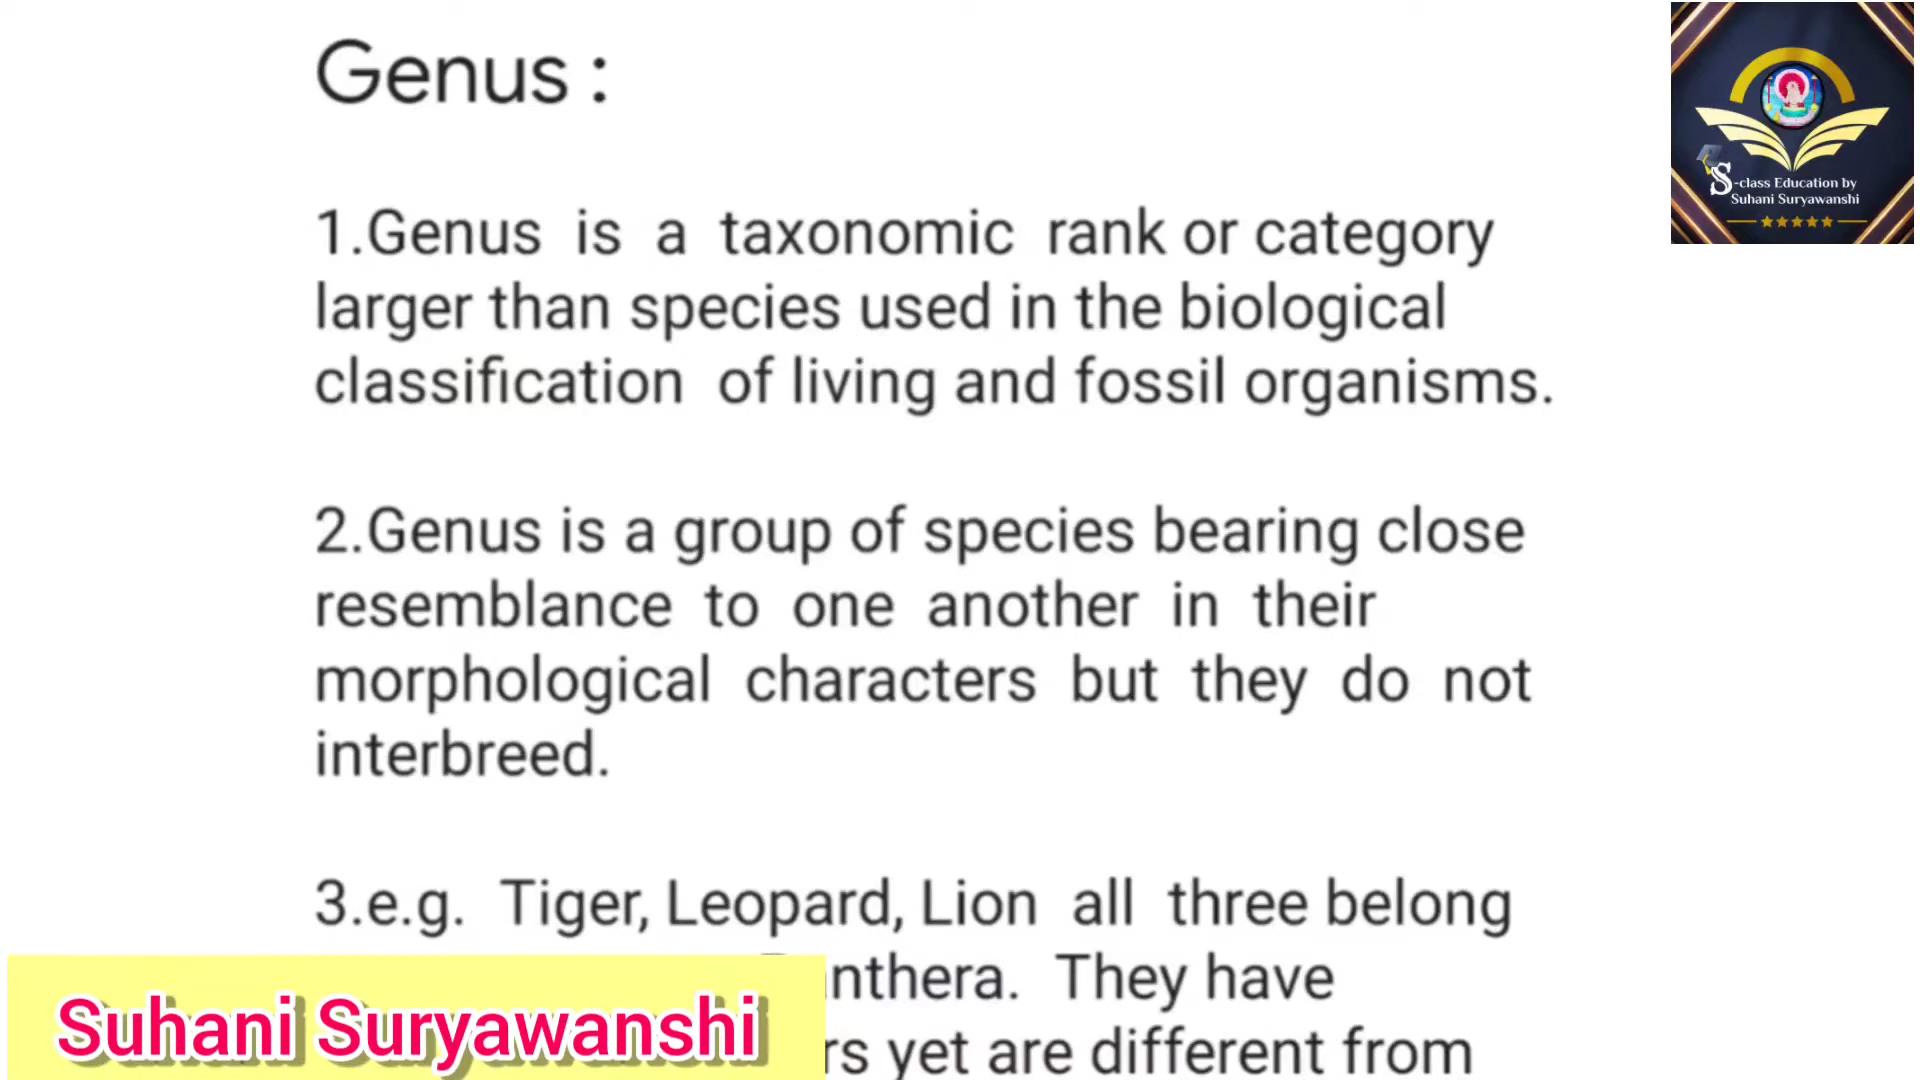 Genus :
1.Genus is a taxonomic rank or category
larger than species used in the biological
classification of living and fossil organisms.
2.Genus is a group of species bearing close
resemblance to one another in their
morphological characters but they do not
interbreed.
3.e.g. Tiger, Leopard, Lion all three belong
They have
yet are different from
Suhani Suryawanshi
S-class Education by
Suhani Suryawanshi